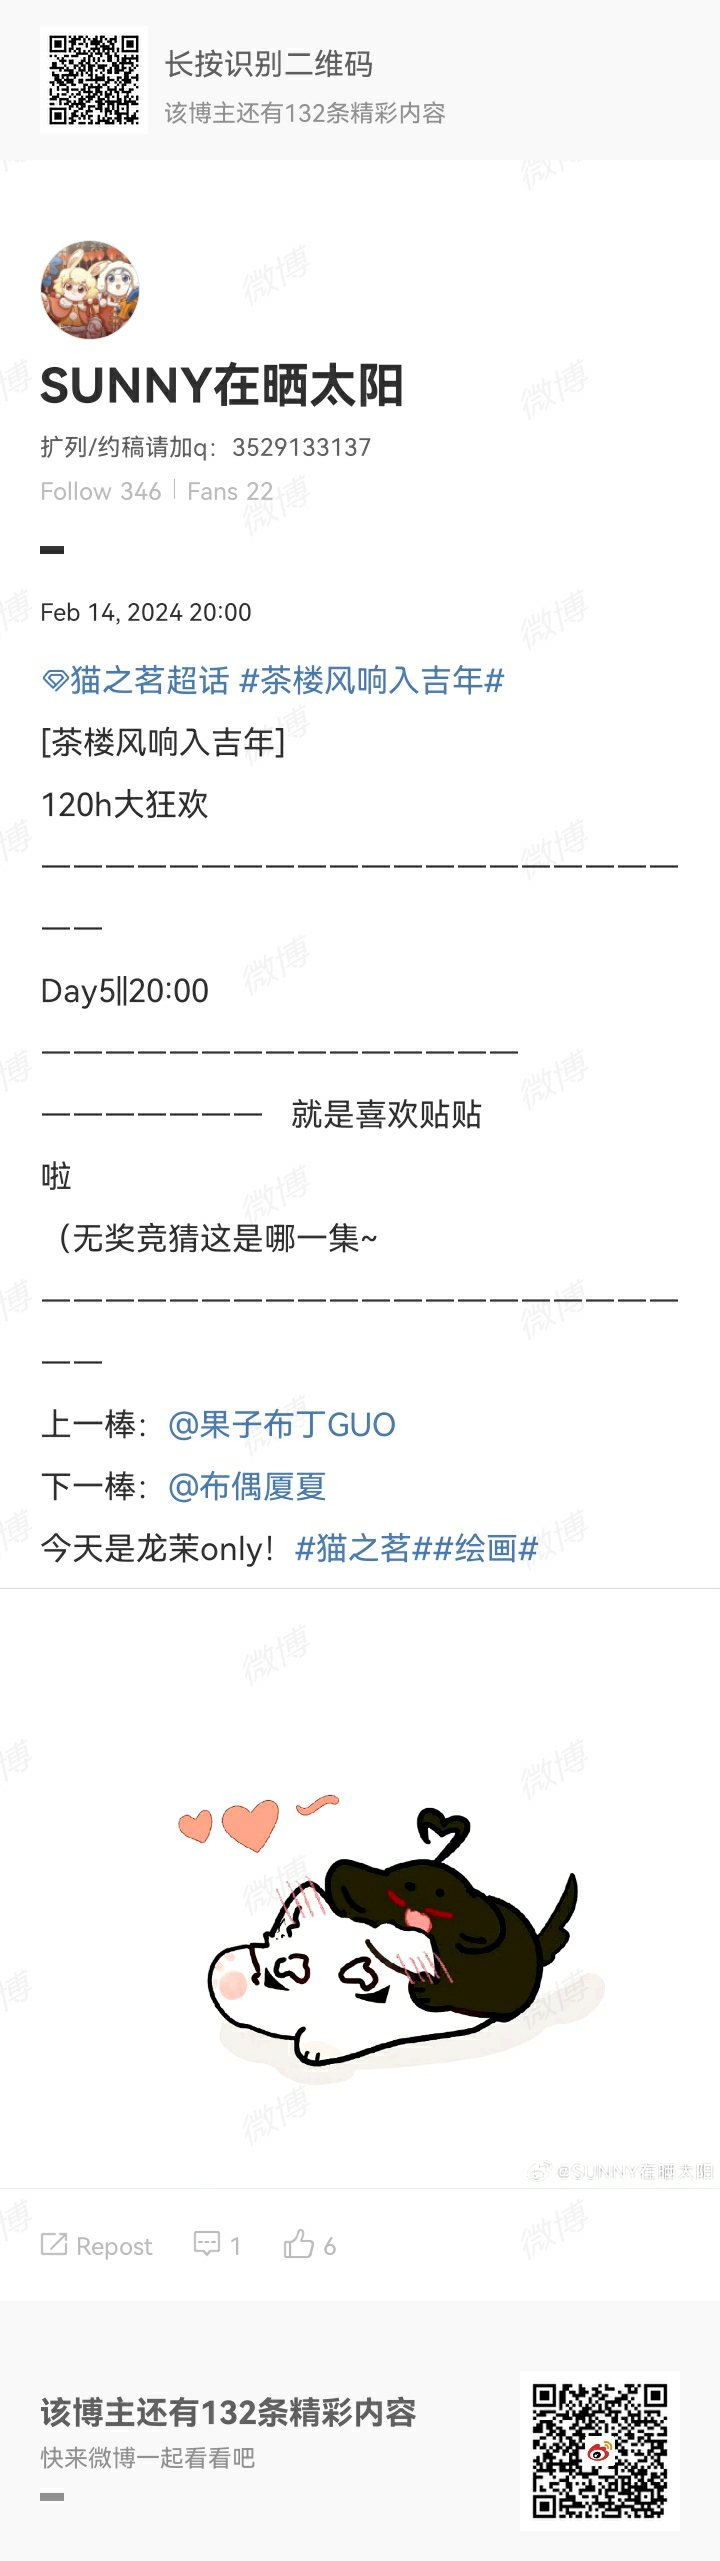 长按识别二维码
该博主还有132条精彩内容
SUNNY在晒太阳
扩列/约稿请加q：3529133137
Follow 346 | Fans 22
Feb 14, 2024 20:00
猫之茗超话 #茶楼风响入吉年#
[茶楼风响入吉年]
120h大狂欢
————————————————————
——
Day5||20:00
———————————————
——————— 就是喜欢贴贴
啦
（无奖竞猜这是哪一集~
————————————————————
——
上一棒：@果子布丁GUO
下一棒：@布偶厦夏
今天是龙茉only！#猫之茗##绘画#
@SUNNY在晒太阳
Repost 1 6
该博主还有132条精彩内容
快来微博一起看看吧
微博